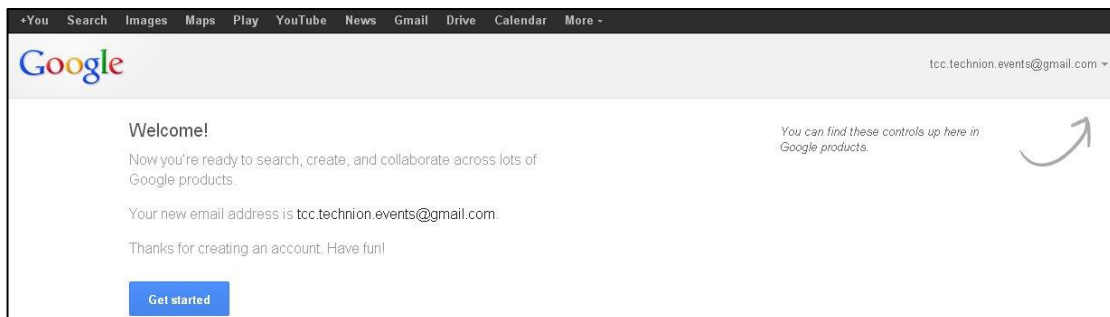 +You Search Images Maps Play YouTube News Gmail Drive Calendar More
Google
tcc.technion.events@gmail.com
Welcome!
You can find these controls up here in
Google products.
Now you're ready to search, create, and collaborate across lots of
Google products.
Your new email address is tcc.technion.events@gmail.com.
Thanks for creating an account. Have fun!
Get started